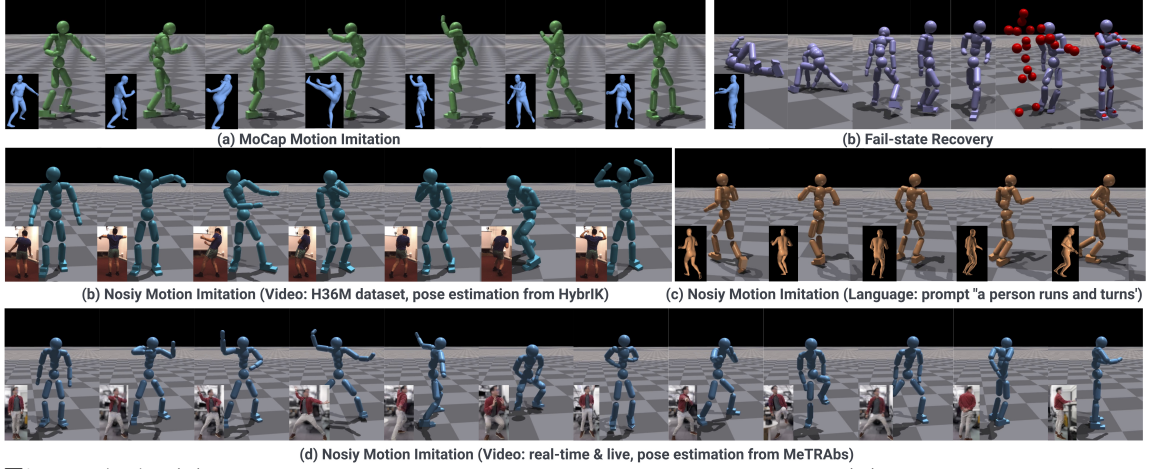 (a) MoCap Motion Imitation
(b) Fail-state Recovery
(b) Nosiy Motion Imitation (Video: H36M dataset, pose estimation from HybrIK)
(c) Nosiy Motion Imitation (Language: prompt "a person runs and turns')
(d) Nosiy Motion Imitation (Video: real-time & live, pose estimation from MeTRAbs)